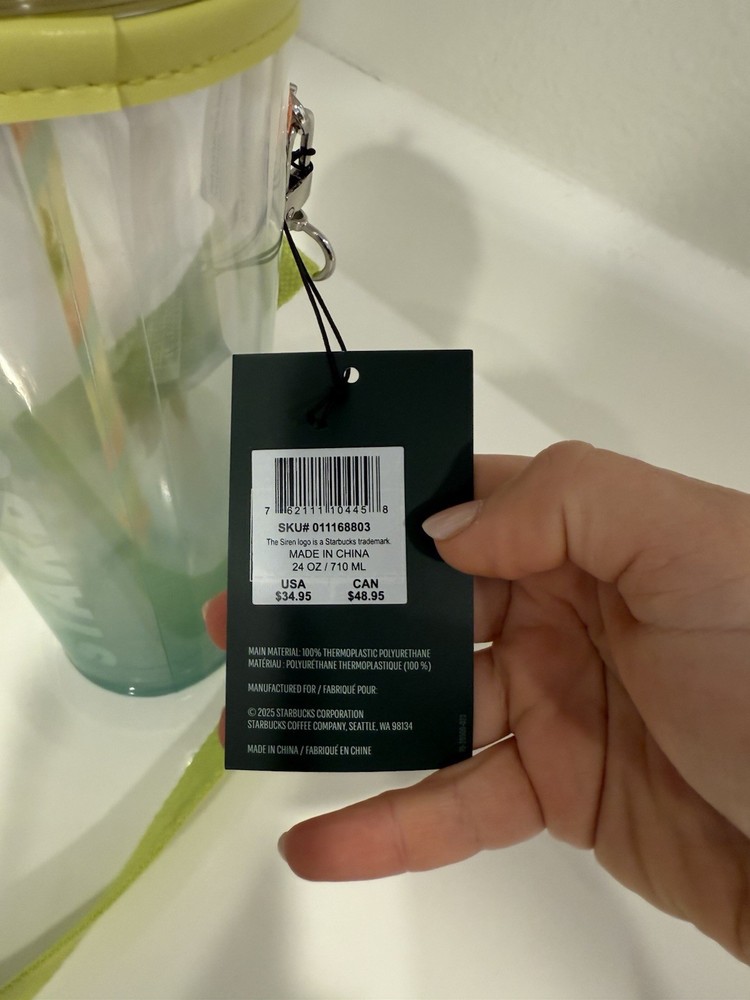 7 62111 10445 8
SKU# 011168803
The Siren logo is a Starbucks trademark.
MADE IN CHINA
24 OZ / 710 ML
USA CAN
$34.95 $48.95
MAIN MATERIAL: 100% THERMOPLASTIC POLYURETHANE
MATÉRIAU : POLYURÉTHANE THERMOPLASTIQUE (100 %)
MANUFACTURED FOR / FABRIQUÉ POUR:
© 2025 STARBUCKS CORPORATION
STARBUCKS COFFEE COMPANY, SEATTLE, WA 98134
MADE IN CHINA / FABRIQUÉ EN CHINE